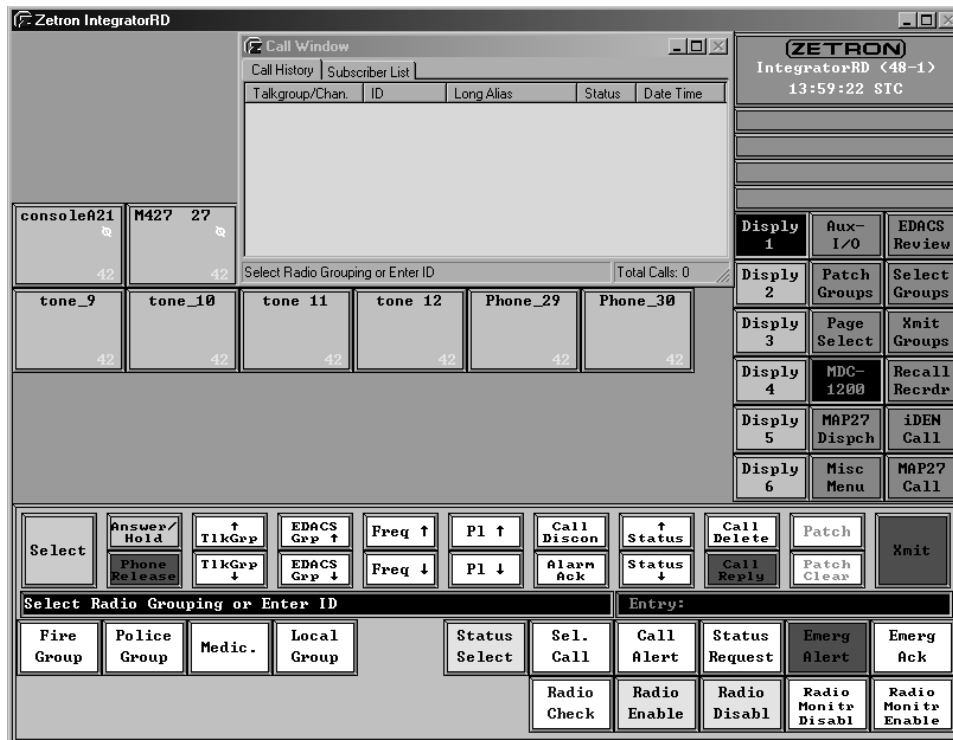 Zetron IntegratorRD
Call Window
Call History Subscriber List
Talkgroup/Chan. ID Long Alias Status Date Time
Select Radio Grouping or Enter ID Total Calls: 0
ZETRON
IntegratorRD (48-1)
13:59:22 STC
consoleA21 M427 27
42 42
tone_9 tone_10 tone 11 tone 12 Phone_29 Phone_30
42 42 42 42 42 42
Disply 1 Aux- I/O EDACS Review
Disply 2 Patch Groups Select Groups
Disply 3 Page Select Xmit Groups
Disply 4 MDC- 1200 Recall Recrdr
Disply 5 MAP27 Dispch iDEN Call
Disply 6 Misc Menu MAP27 Call
Select
Answer/ Hold ↑ TlkGrp EDACS Grp ↑ Freq ↑ Pl ↑ Call Discon ↑ Status Call Delete Patch
Xmit
Phone Release TlkGrp ↓ EDACS Grp ↓ Freq ↓ Pl ↓ Alarm Ack Status ↓ Call Reply Patch Clear
Select Radio Grouping or Enter ID Entry:
Fire Group Police Group Medic. Local Group Status Select Sel. Call Call Alert Status Request Emerg Alert Emerg Ack
Radio Check Radio Enable Radio Disabl Radio Monitr Disabl Radio Monitr Enable